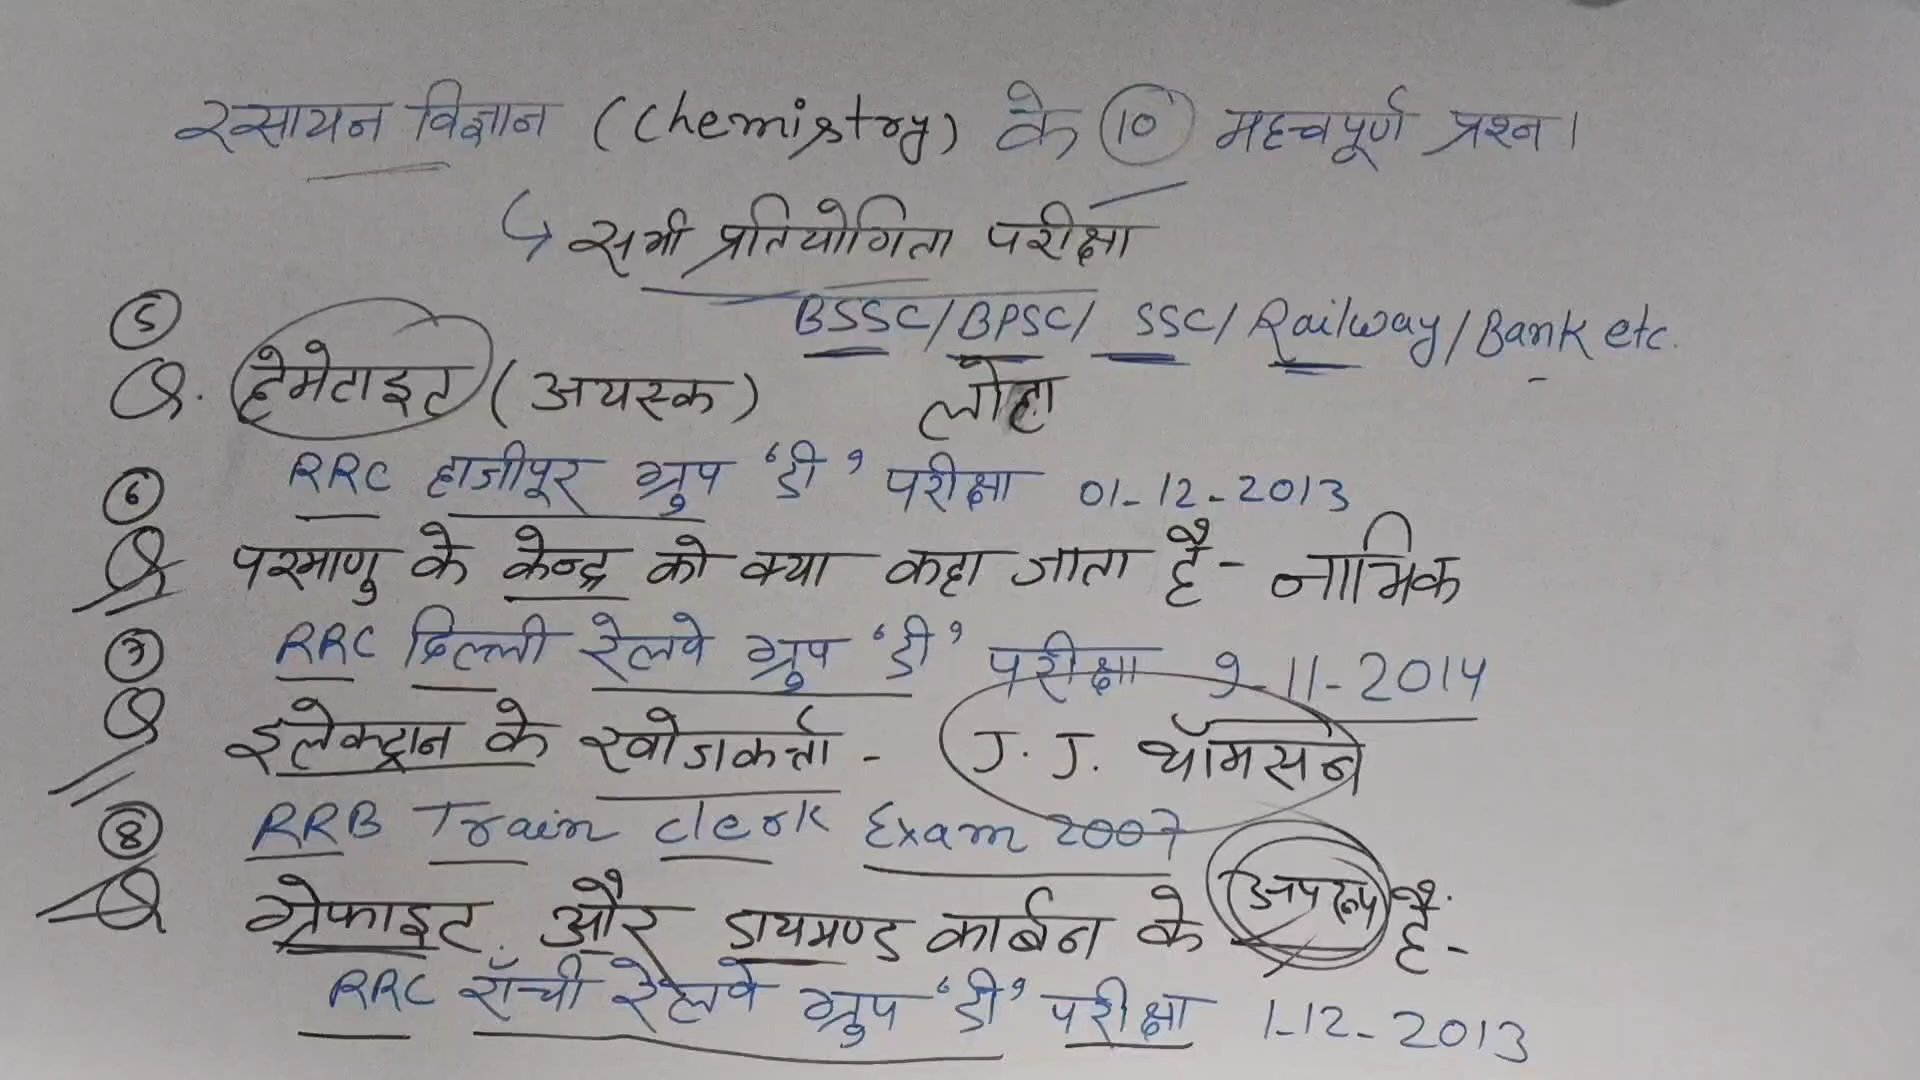 रसायन विज्ञान (Chemistry) के 10 महत्त्वपूर्ण प्रश्न।
↳ सभी प्रतियोगिता परीक्षा
BSSC/BPSC/ SSC/Railway/Bank etc.
5
Q. हेमेटाइट (अयस्क) लोहा
RRC हाजीपूर ग्रुप 'डी' परीक्षा 01-12-2013
6
Q परमाणु के केन्द्र को क्या कहा जाता है - नाभिक
RRC दिल्ली रेलवे ग्रुप 'डी' परीक्षा 9-11-2014
7
Q इलेक्ट्रान के खोजकर्त्ता - J. J. थॉमसन
RRB Train Clerk Exam 2007
8
Q ग्रेफाइट और डायमण्ड कार्बन के अपरूप है -
RRC राँची रेलवे ग्रुप 'डी' परीक्षा 1-12-2013